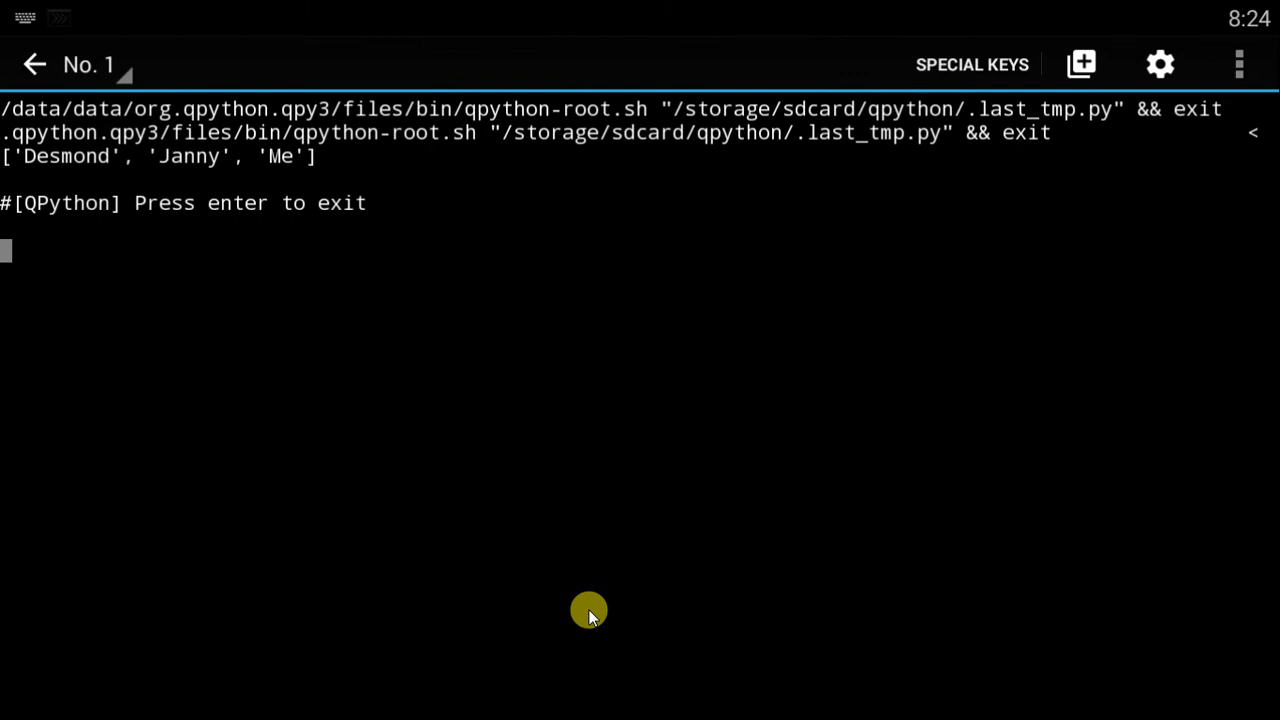 8:24
No. 1
SPECIAL KEYS
/data/data/org.qpython.qpy3/files/bin/qpython-root.sh "/storage/sdcard/qpython/.last_tmp.py" && exit
.qpython.qpy3/files/bin/qpython-root.sh "/storage/sdcard/qpython/.last_tmp.py" && exit <
['Desmond', 'Janny', 'Me']
#[QPython] Press enter to exit